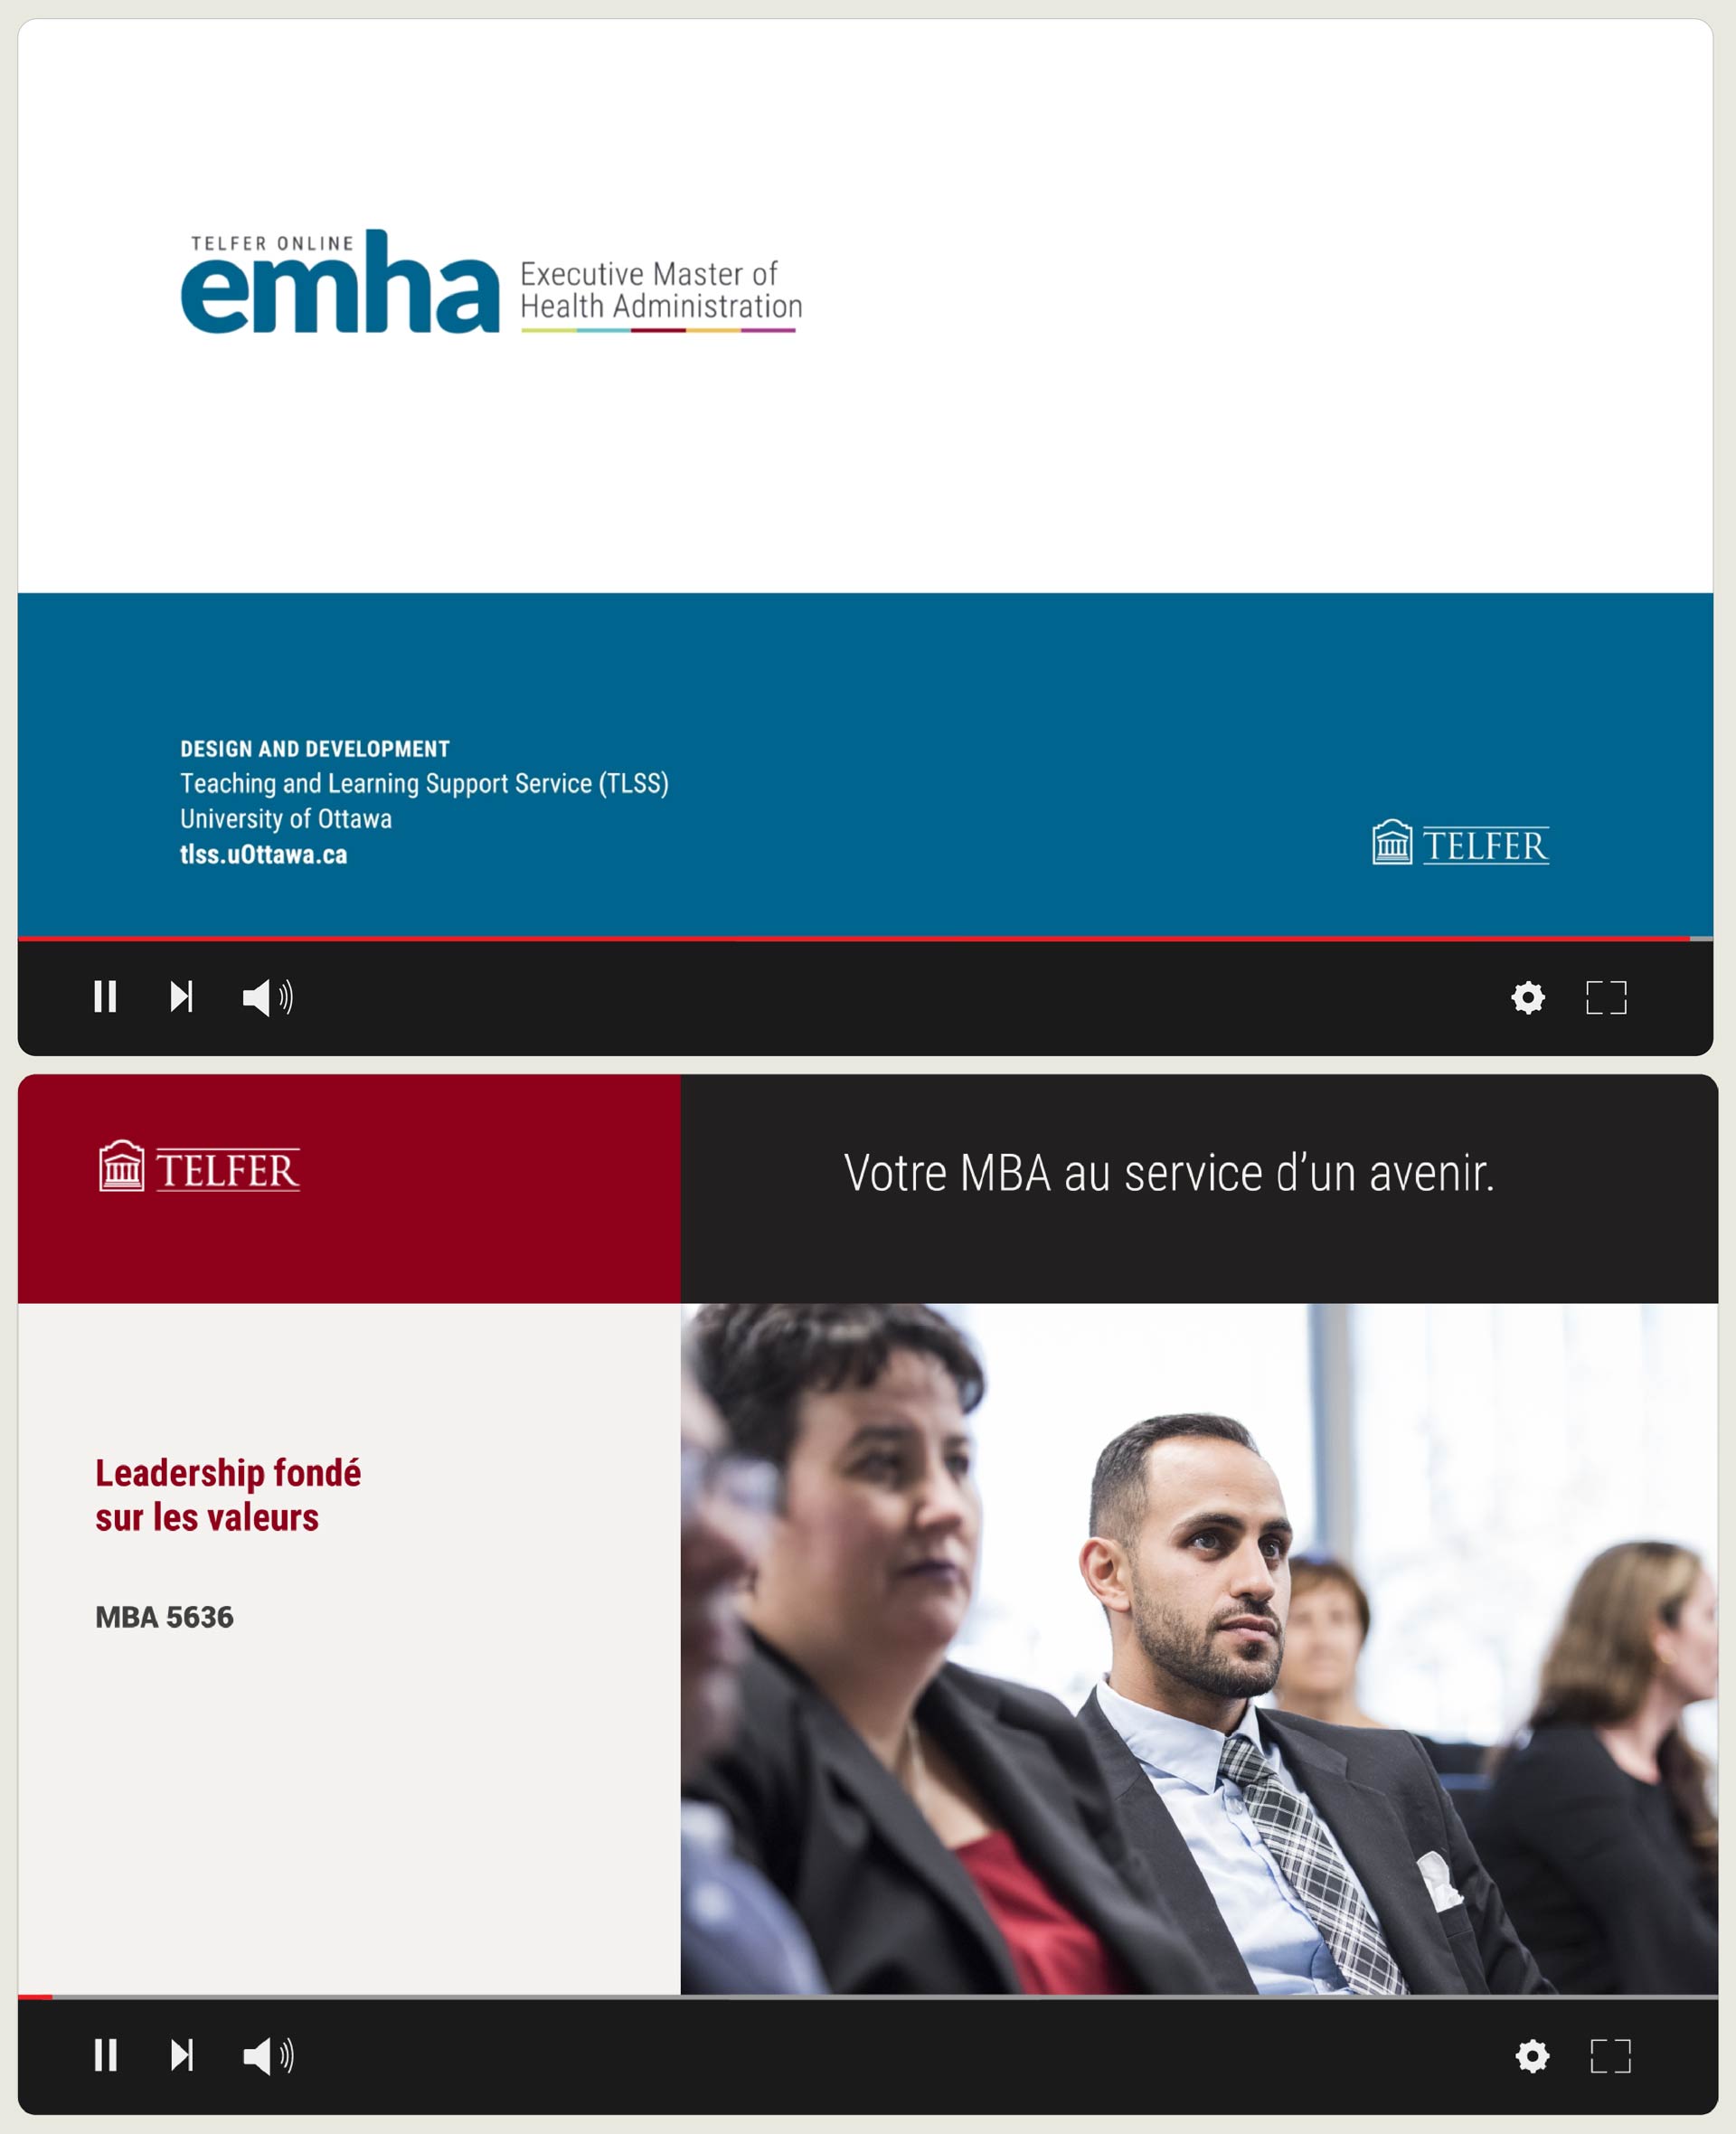 TELFER ONLINE
emha
Executive Master of
Health Administration
DESIGN AND DEVELOPMENT
Teaching and Learning Support Service (TLSS)
University of Ottawa
tlss.uOttawa.ca
TELFER
TELFER
Votre MBA au service d’un avenir.
Leadership fondé
sur les valeurs
MBA 5636